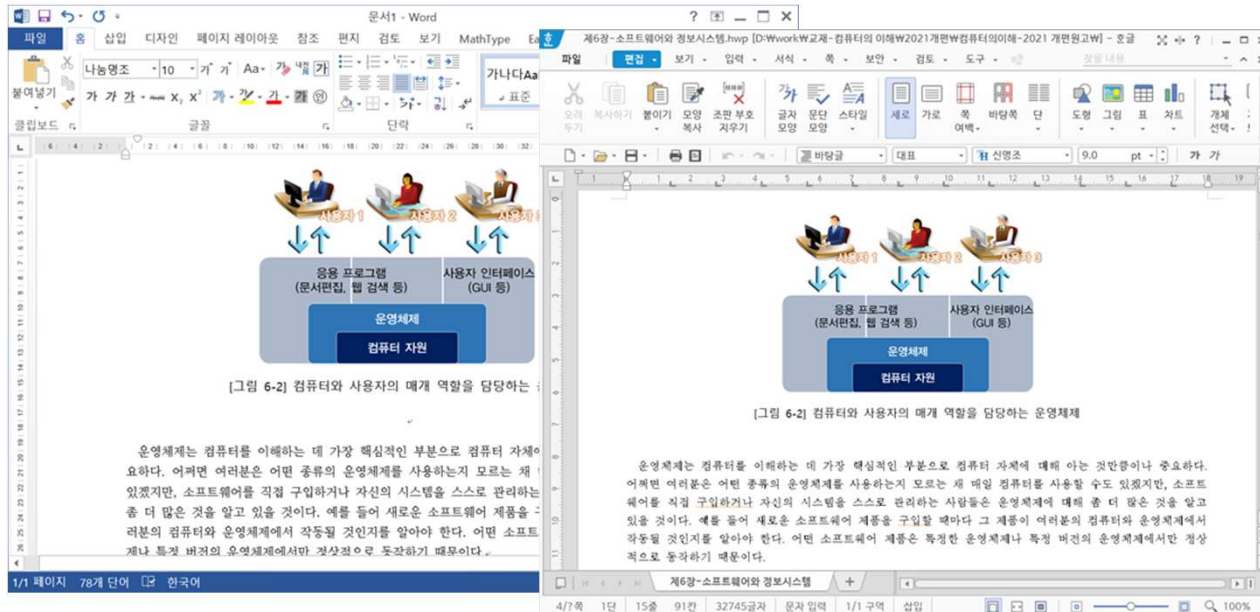 문서1 - Word
파일 홈 삽입 디자인 페이지 레이아웃 참조 편지 검토 보기 MathType
나눔명조 10
붙여넣기
가나다Aa
표준
클립보드 글꼴 단락
사용자 1 사용자 2 사용자 3
응용 프로그램
(문서편집, 웹 검색 등)
사용자 인터페이스
(GUI 등)
운영체제
컴퓨터 자원
[그림 6-2] 컴퓨터와 사용자의 매개 역할을 담당하는
운영체제는 컴퓨터를 이해하는 데 가장 핵심적인 부분으로 컴퓨터 자체에
요하다. 어쩌면 여러분은 어떤 종류의 운영체제를 사용하는지 모르는 채
있겠지만, 소프트웨어를 직접 구입하거나 자신의 시스템을 스스로 관리하는
좀 더 많은 것을 알고 있을 것이다. 예를 들어 새로운 소프트웨어 제품을
러분의 컴퓨터와 운영체제에서 작동될 것인지를 알아야 한다. 어떤 소프트
제나 특정 버전의 운영체제에서만 정상적으로 동작하기 때문이다.
1/1 페이지 78개 단어 한국어
제6장-소프트웨어와 정보시스템.hwp [D:₩work₩교재-컴퓨터의 이해₩2021개편₩컴퓨터의이해-2021 개편원고₩] - 한글
파일 편집 보기 입력 서식 쪽 보안 검토 도구 찾을 내용
오려두기 복사하기 붙이기 모양 복사 조판 부호 지우기 글자 모양 문단 모양 스타일 세로 가로 쪽 여백 바탕쪽 단 도형 그림 표 차트 개체 선택
바탕글 대표 신명조 9.0 pt 가 가
사용자 1 사용자 2 사용자 3
응용 프로그램
(문서편집, 웹 검색 등)
사용자 인터페이스
(GUI 등)
운영체제
컴퓨터 자원
[그림 6-2] 컴퓨터와 사용자의 매개 역할을 담당하는 운영체제
운영체제는 컴퓨터를 이해하는 데 가장 핵심적인 부분으로 컴퓨터 자체에 대해 아는 것만큼이나 중요하다.
어쩌면 여러분은 어떤 종류의 운영체제를 사용하는지 모르는 채 매일 컴퓨터를 사용할 수도 있겠지만, 소프트
웨어를 직접 구입하거나 자신의 시스템을 스스로 관리하는 사람들은 운영체제에 대해 좀 더 많은 것을 알고
있을 것이다. 예를 들어 새로운 소프트웨어 제품을 구입할 때마다 그 제품이 여러분의 컴퓨터와 운영체제에서
작동될 것인지를 알아야 한다. 어떤 소프트웨어 제품은 특정한 운영체제나 특정 버전의 운영체제에서만 정상
적으로 동작하기 때문이다.
제6장-소프트웨어와 정보시스템
4/?쪽 1단 15줄 91칸 32745글자 문자 입력 1/1 구역 삽입 100%